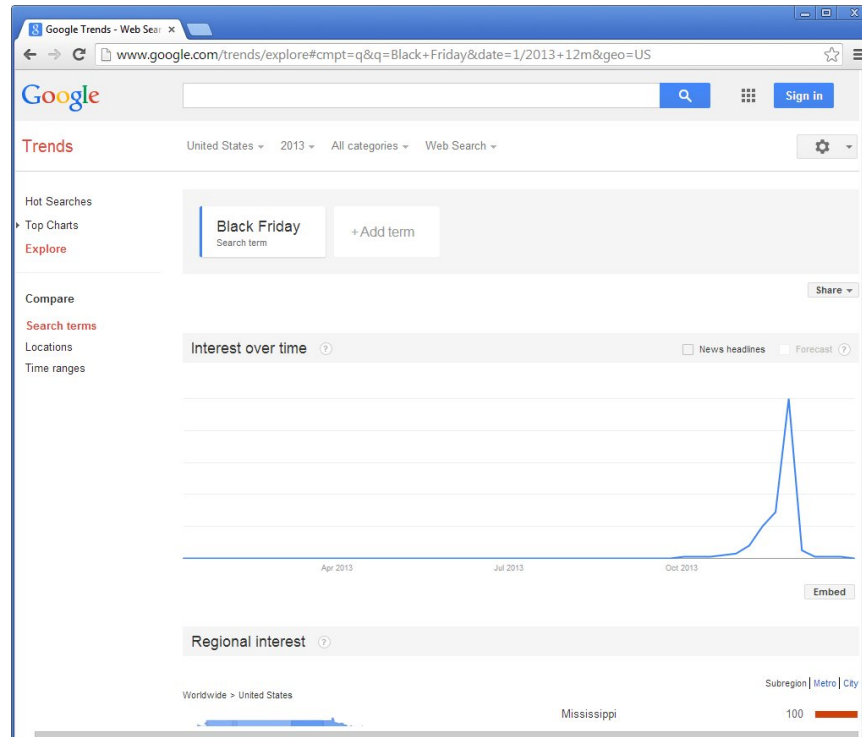 Google Trends - Web Sear
www.google.com/trends/explore#cmpt=q&q=Black+Friday&date=1/2013+12m&geo=US
Google
Sign in
Trends
United States 2013 All categories Web Search
Hot Searches
Top Charts
Explore
Compare
Search terms
Locations
Time ranges
Black Friday
Search term
+Add term
Share
Interest over time ?
News headlines Forecast ?
Apr 2013 Jul 2013 Oct 2013
Embed
Regional interest ?
Subregion | Metro | City
Worldwide > United States
Mississippi 100